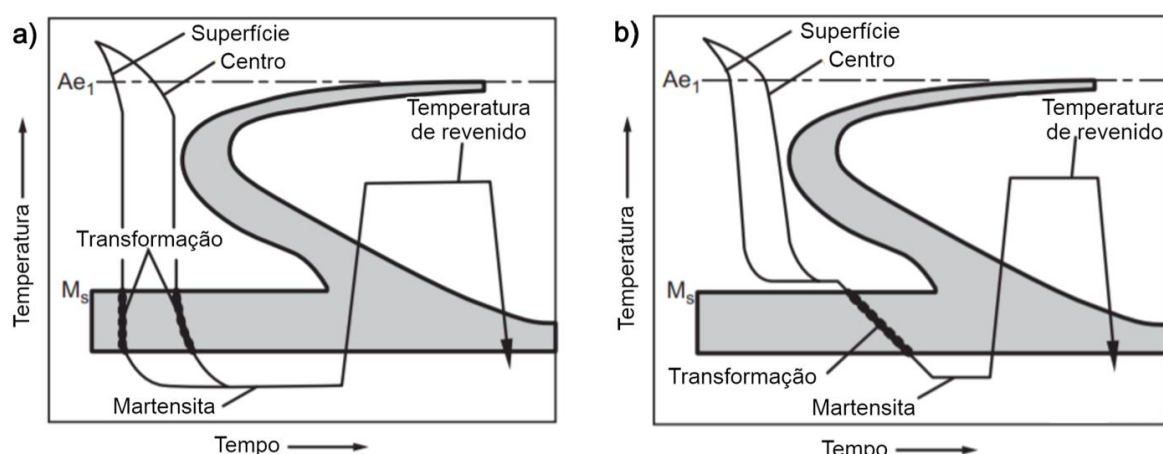 a)
Superfície
Centro
Ae₁
Temperatura
de revenido
Transformação
Mₛ
Martensita
Temperatura
Tempo
b)
Superfície
Centro
Ae₁
Temperatura
de revenido
Mₛ
Transformação
Martensita
Temperatura
Tempo